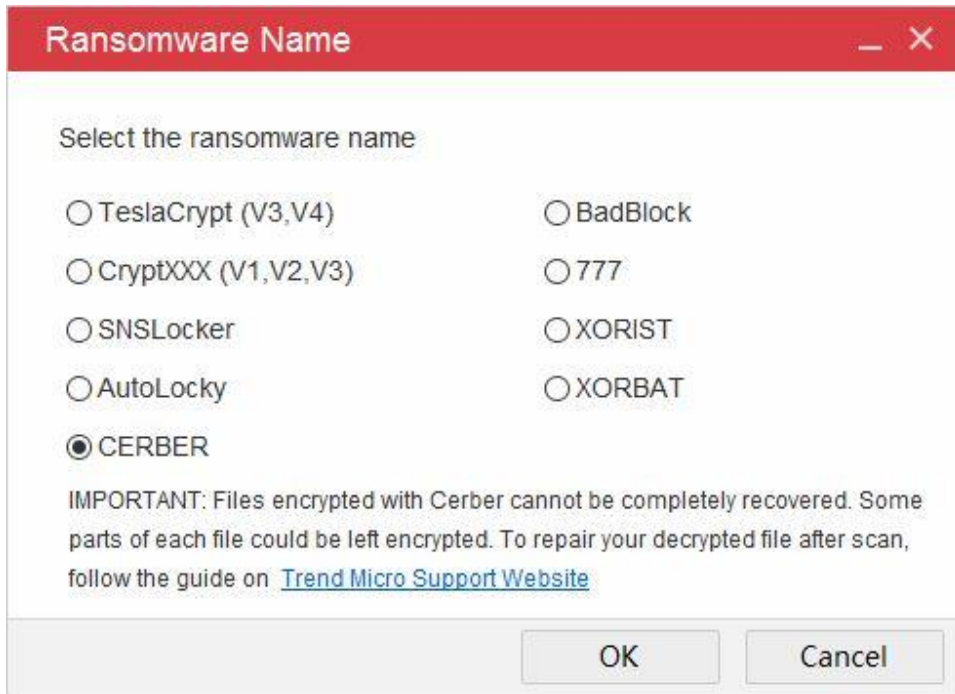 Ransomware Name
Select the ransomware name
TeslaCrypt (V3,V4)
BadBlock
CryptXXX (V1,V2,V3)
777
SNSLocker
XORIST
AutoLocky
XORBAT
CERBER
IMPORTANT: Files encrypted with Cerber cannot be completely recovered. Some
parts of each file could be left encrypted. To repair your decrypted file after scan,
follow the guide on Trend Micro Support Website
OK
Cancel